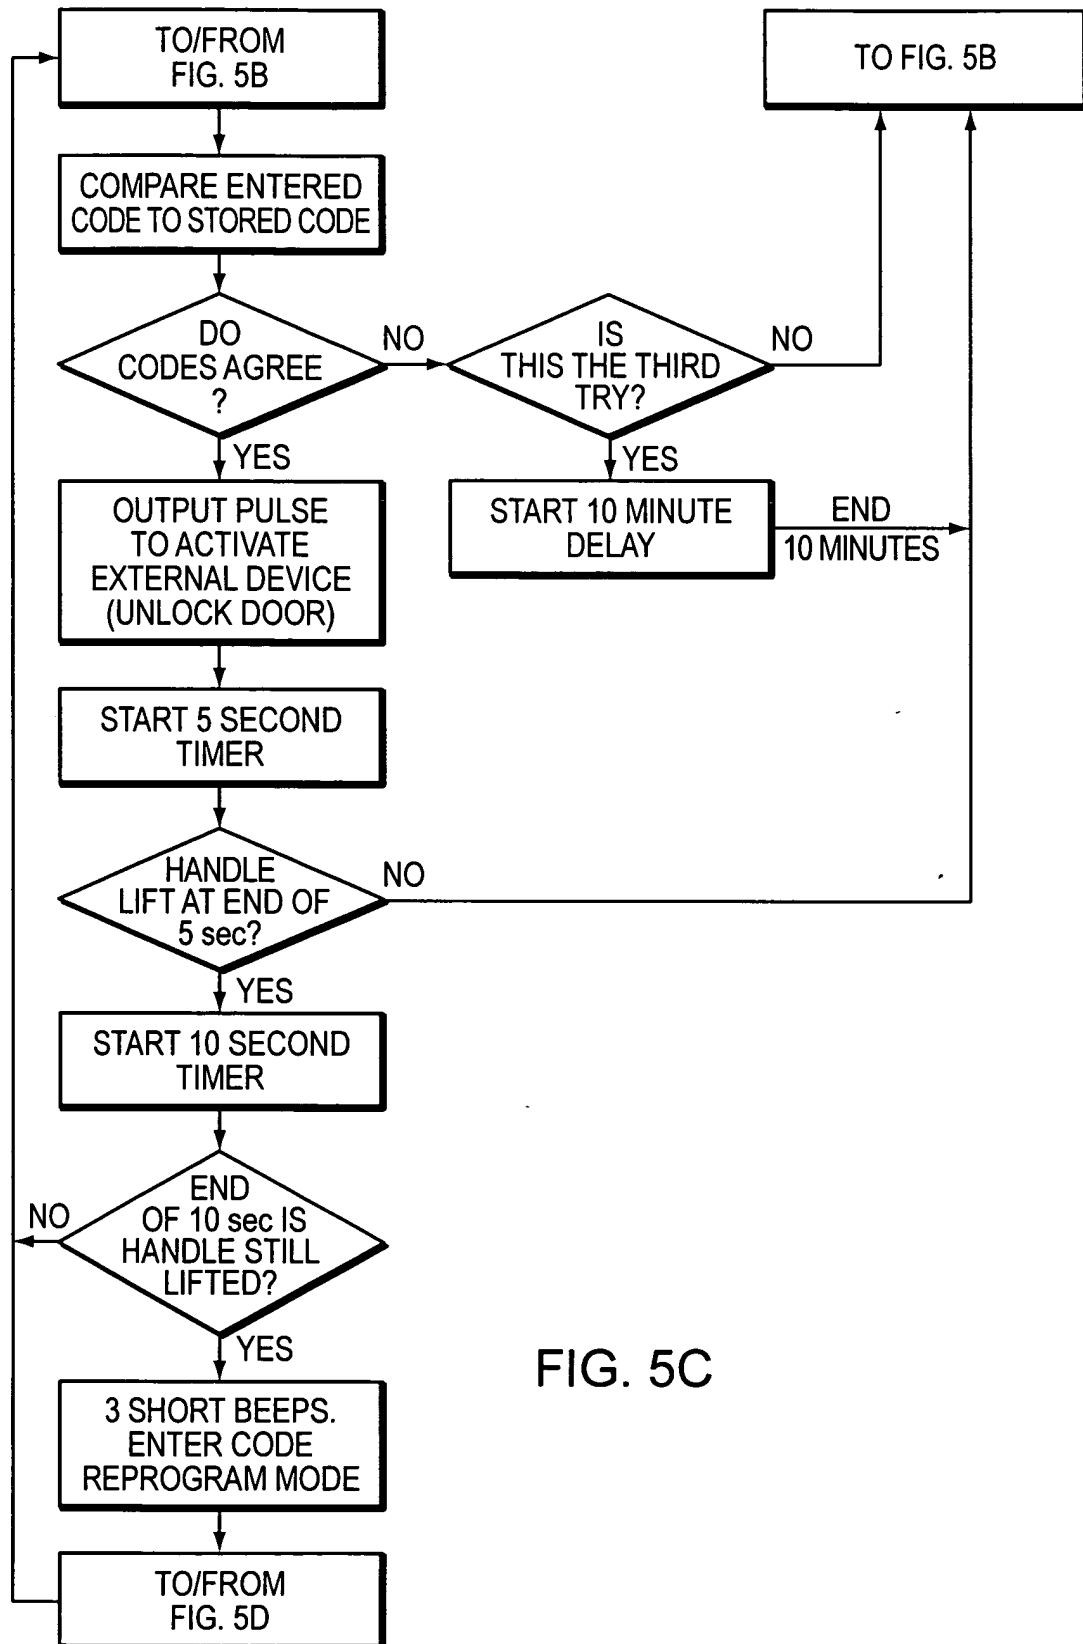 TO/FROM
FIG. 5B
TO FIG. 5B
COMPARE ENTERED
CODE TO STORED CODE
DO
CODES AGREE
?
NO
IS
THIS THE THIRD
TRY?
NO
YES
YES
OUTPUT PULSE
TO ACTIVATE
EXTERNAL DEVICE
(UNLOCK DOOR)
START 10 MINUTE
DELAY
END
10 MINUTES
START 5 SECOND
TIMER
HANDLE
LIFT AT END OF
5 sec?
NO
YES
START 10 SECOND
TIMER
END
OF 10 sec IS
HANDLE STILL
LIFTED?
NO
YES
3 SHORT BEEPS.
ENTER CODE
REPROGRAM MODE
TO/FROM
FIG. 5D
FIG. 5C